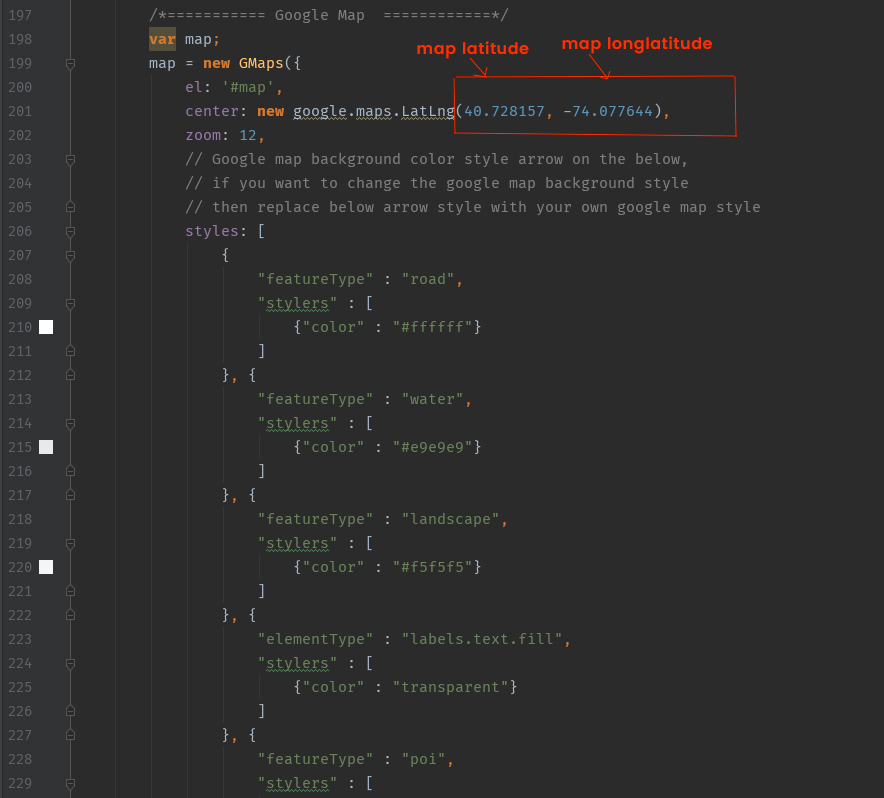 197 /*=========== Google Map  ============*/
198 var map;
map latitude
map longlatitude
199 map = new GMaps({
200 el: '#map',
201 center: new google.maps.LatLng(40.728157, -74.077644),
202 zoom: 12,
203 // Google map background color style arrow on the below,
204 // if you want to change the google map background style
205 // then replace below arrow style with your own google map style
206 styles: [
207 {
208 "featureType" : "road",
209 "stylers" : [
210 {"color" : "#ffffff"}
211 ]
212 }, {
213 "featureType" : "water",
214 "stylers" : [
215 {"color" : "#e9e9e9"}
216 ]
217 }, {
218 "featureType" : "landscape",
219 "stylers" : [
220 {"color" : "#f5f5f5"}
221 ]
222 }, {
223 "elementType" : "labels.text.fill",
224 "stylers" : [
225 {"color" : "transparent"}
226 ]
227 }, {
228 "featureType" : "poi",
229 "stylers" : [